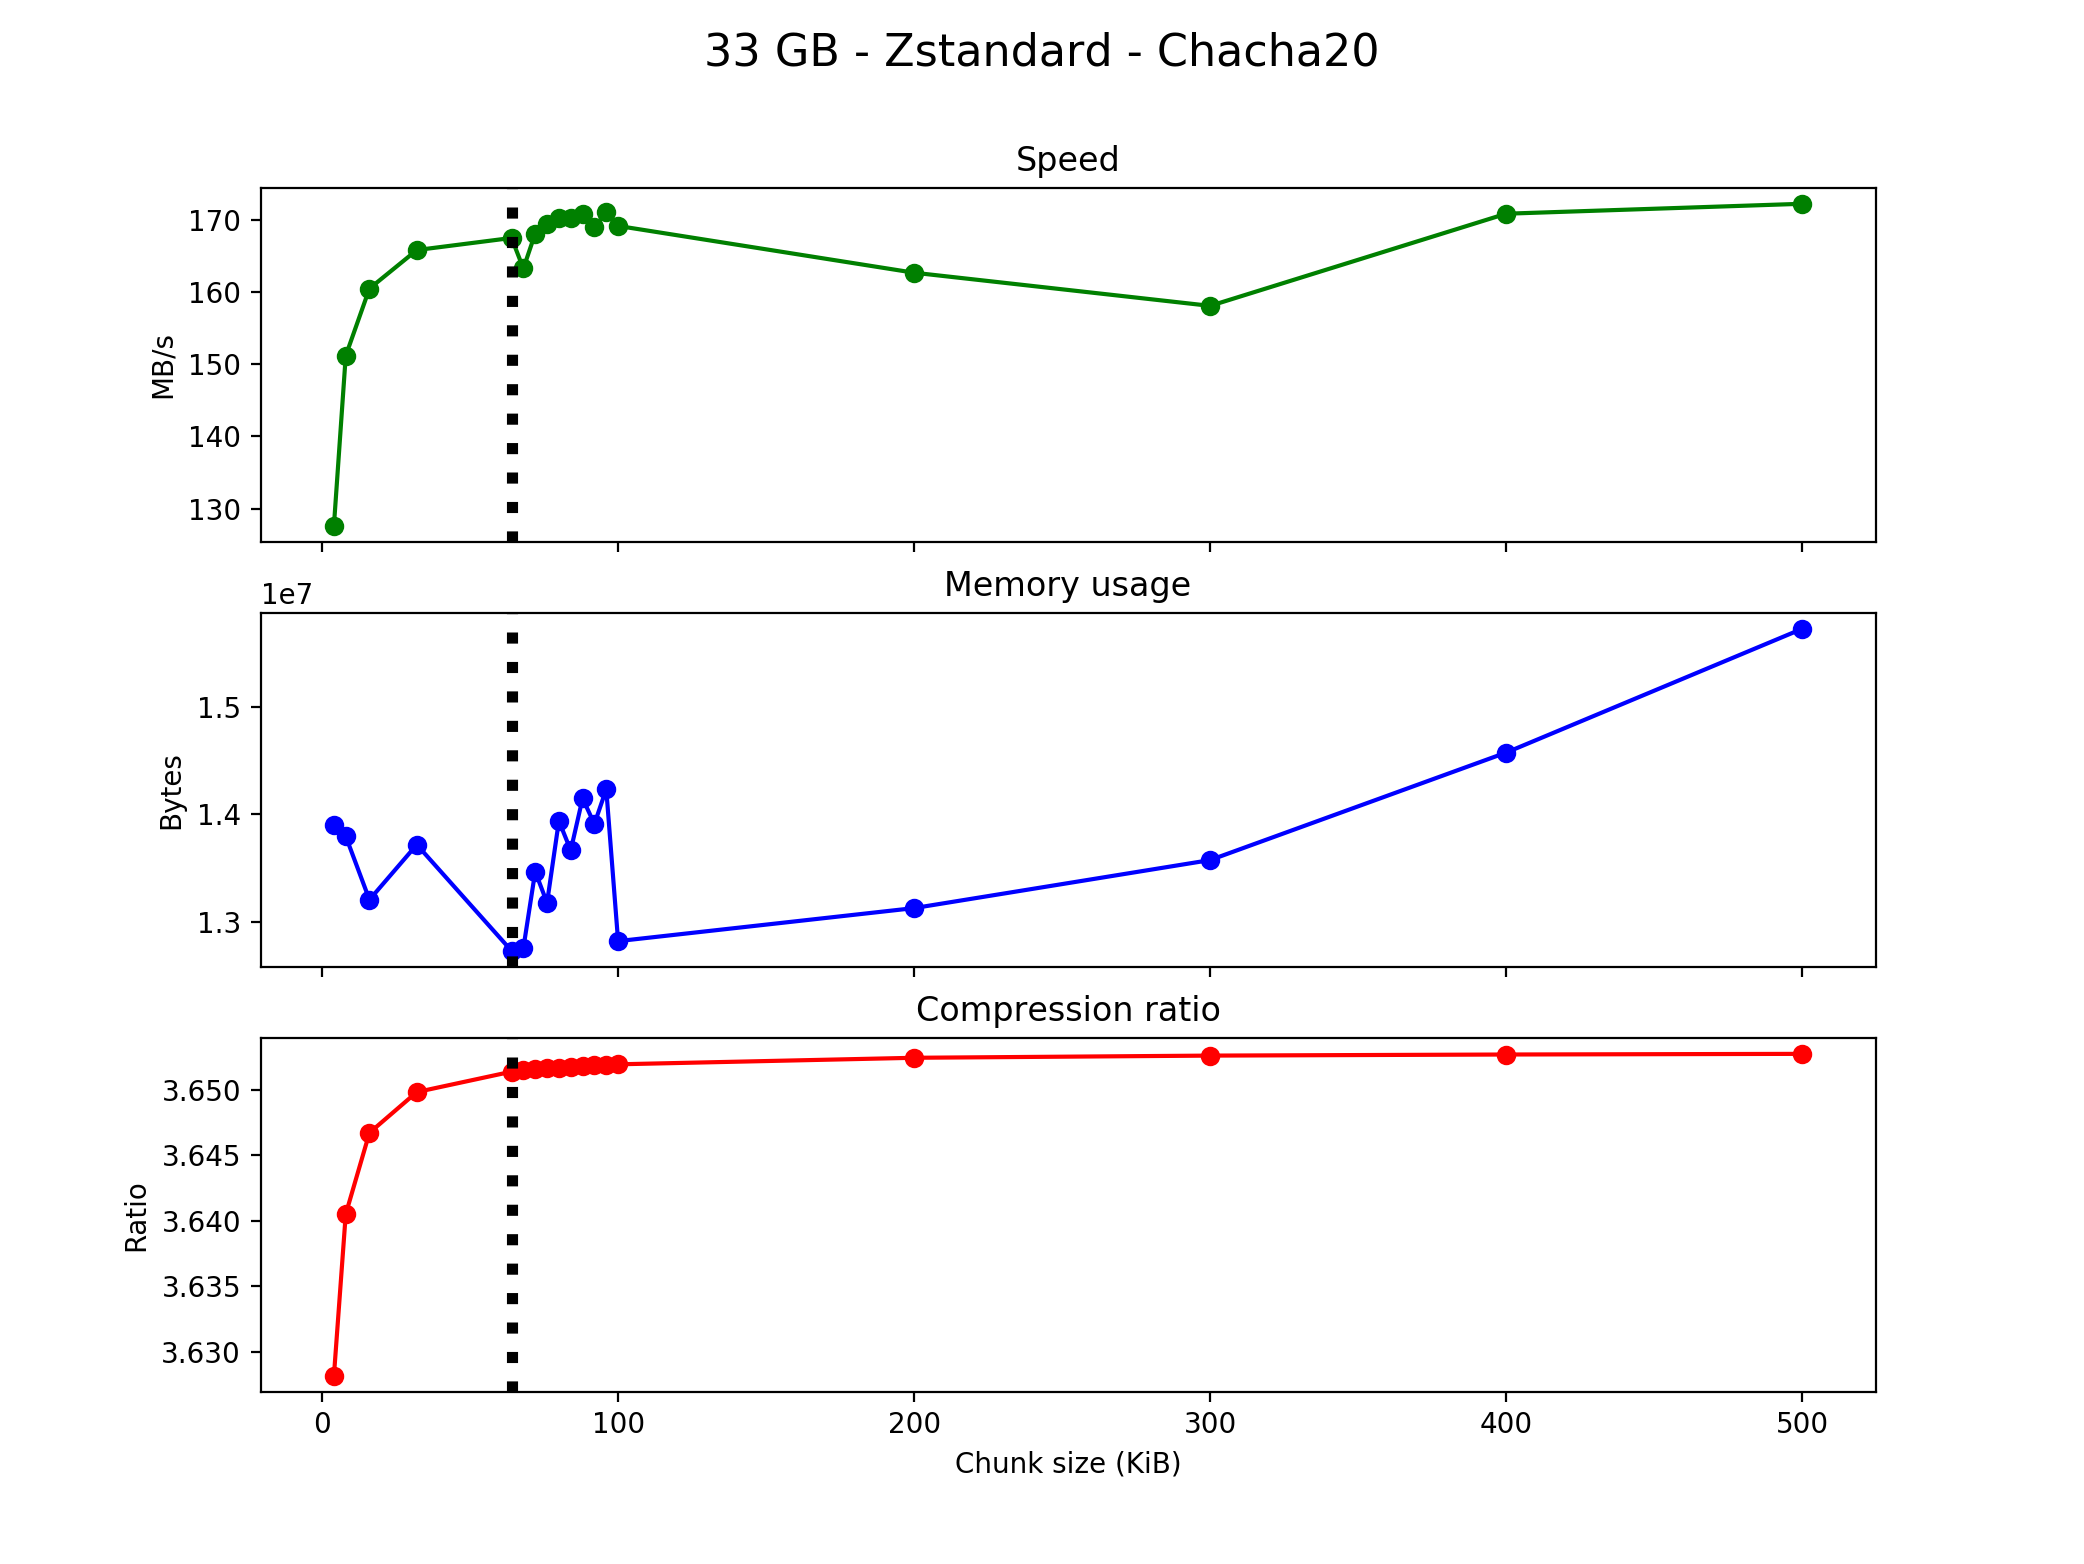 33 GB - Zstandard - Chacha20
Speed
170
160
150
140
130
MB/s
1e7
Memory usage
1.5
1.4
1.3
Bytes
Compression ratio
3.650
3.645
3.640
3.635
3.630
Ratio
0 100 200 300 400 500
Chunk size (KiB)